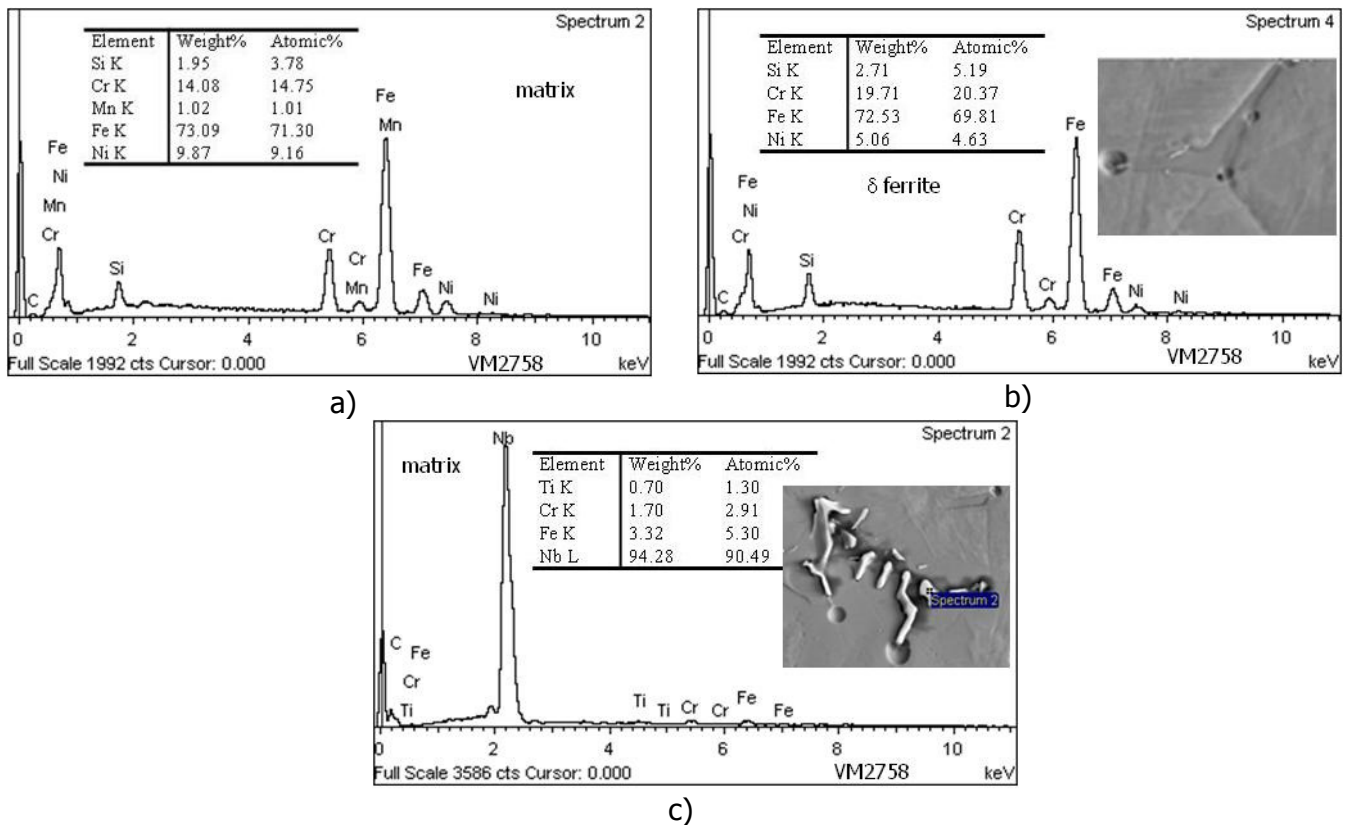 Spectrum 2
Element Weight% Atomic%
Si K 1.95 3.78
Cr K 14.08 14.75
Mn K 1.02 1.01
Fe K 73.09 71.30
Ni K 9.87 9.16
matrix
Fe
Mn
Fe
Ni
Mn
Cr
Si
C
Cr
Cr
Mn
Fe
Ni
Ni
0 2 4 6 8 10
Full Scale 1992 cts Cursor: 0.000 VM2758 keV
a)
Spectrum 4
Element Weight% Atomic%
Si K 2.71 5.19
Cr K 19.71 20.37
Fe K 72.53 69.81
Ni K 5.06 4.63
δ ferrite
Fe
Fe
Ni
Cr
Si
C
Cr
Cr
Fe
Ni
Ni
0 2 4 6 8 10
Full Scale 1992 cts Cursor: 0.000 VM2758 keV
b)
Spectrum 2
matrix
Nb
Element Weight% Atomic%
Ti K 0.70 1.30
Cr K 1.70 2.91
Fe K 3.32 5.30
Nb L 94.28 90.49
Spectrum 2
C
Fe
Cr
Ti
Ti
Ti
Cr
Cr
Fe
Fe
0 2 4 6 8 10
Full Scale 3586 cts Cursor: 0.000 VM2758 keV
c)